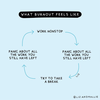 WHAT BURNOUT FEELS LIKE
WORK NONSTOP
PANIC ABOUT ALL
THE WORK YOU
STILL HAVE LEFT
PANIC ABOUT ALL
THE WORK YOU
STILL HAVE LEFT
TRY TO TAKE
A BREAK